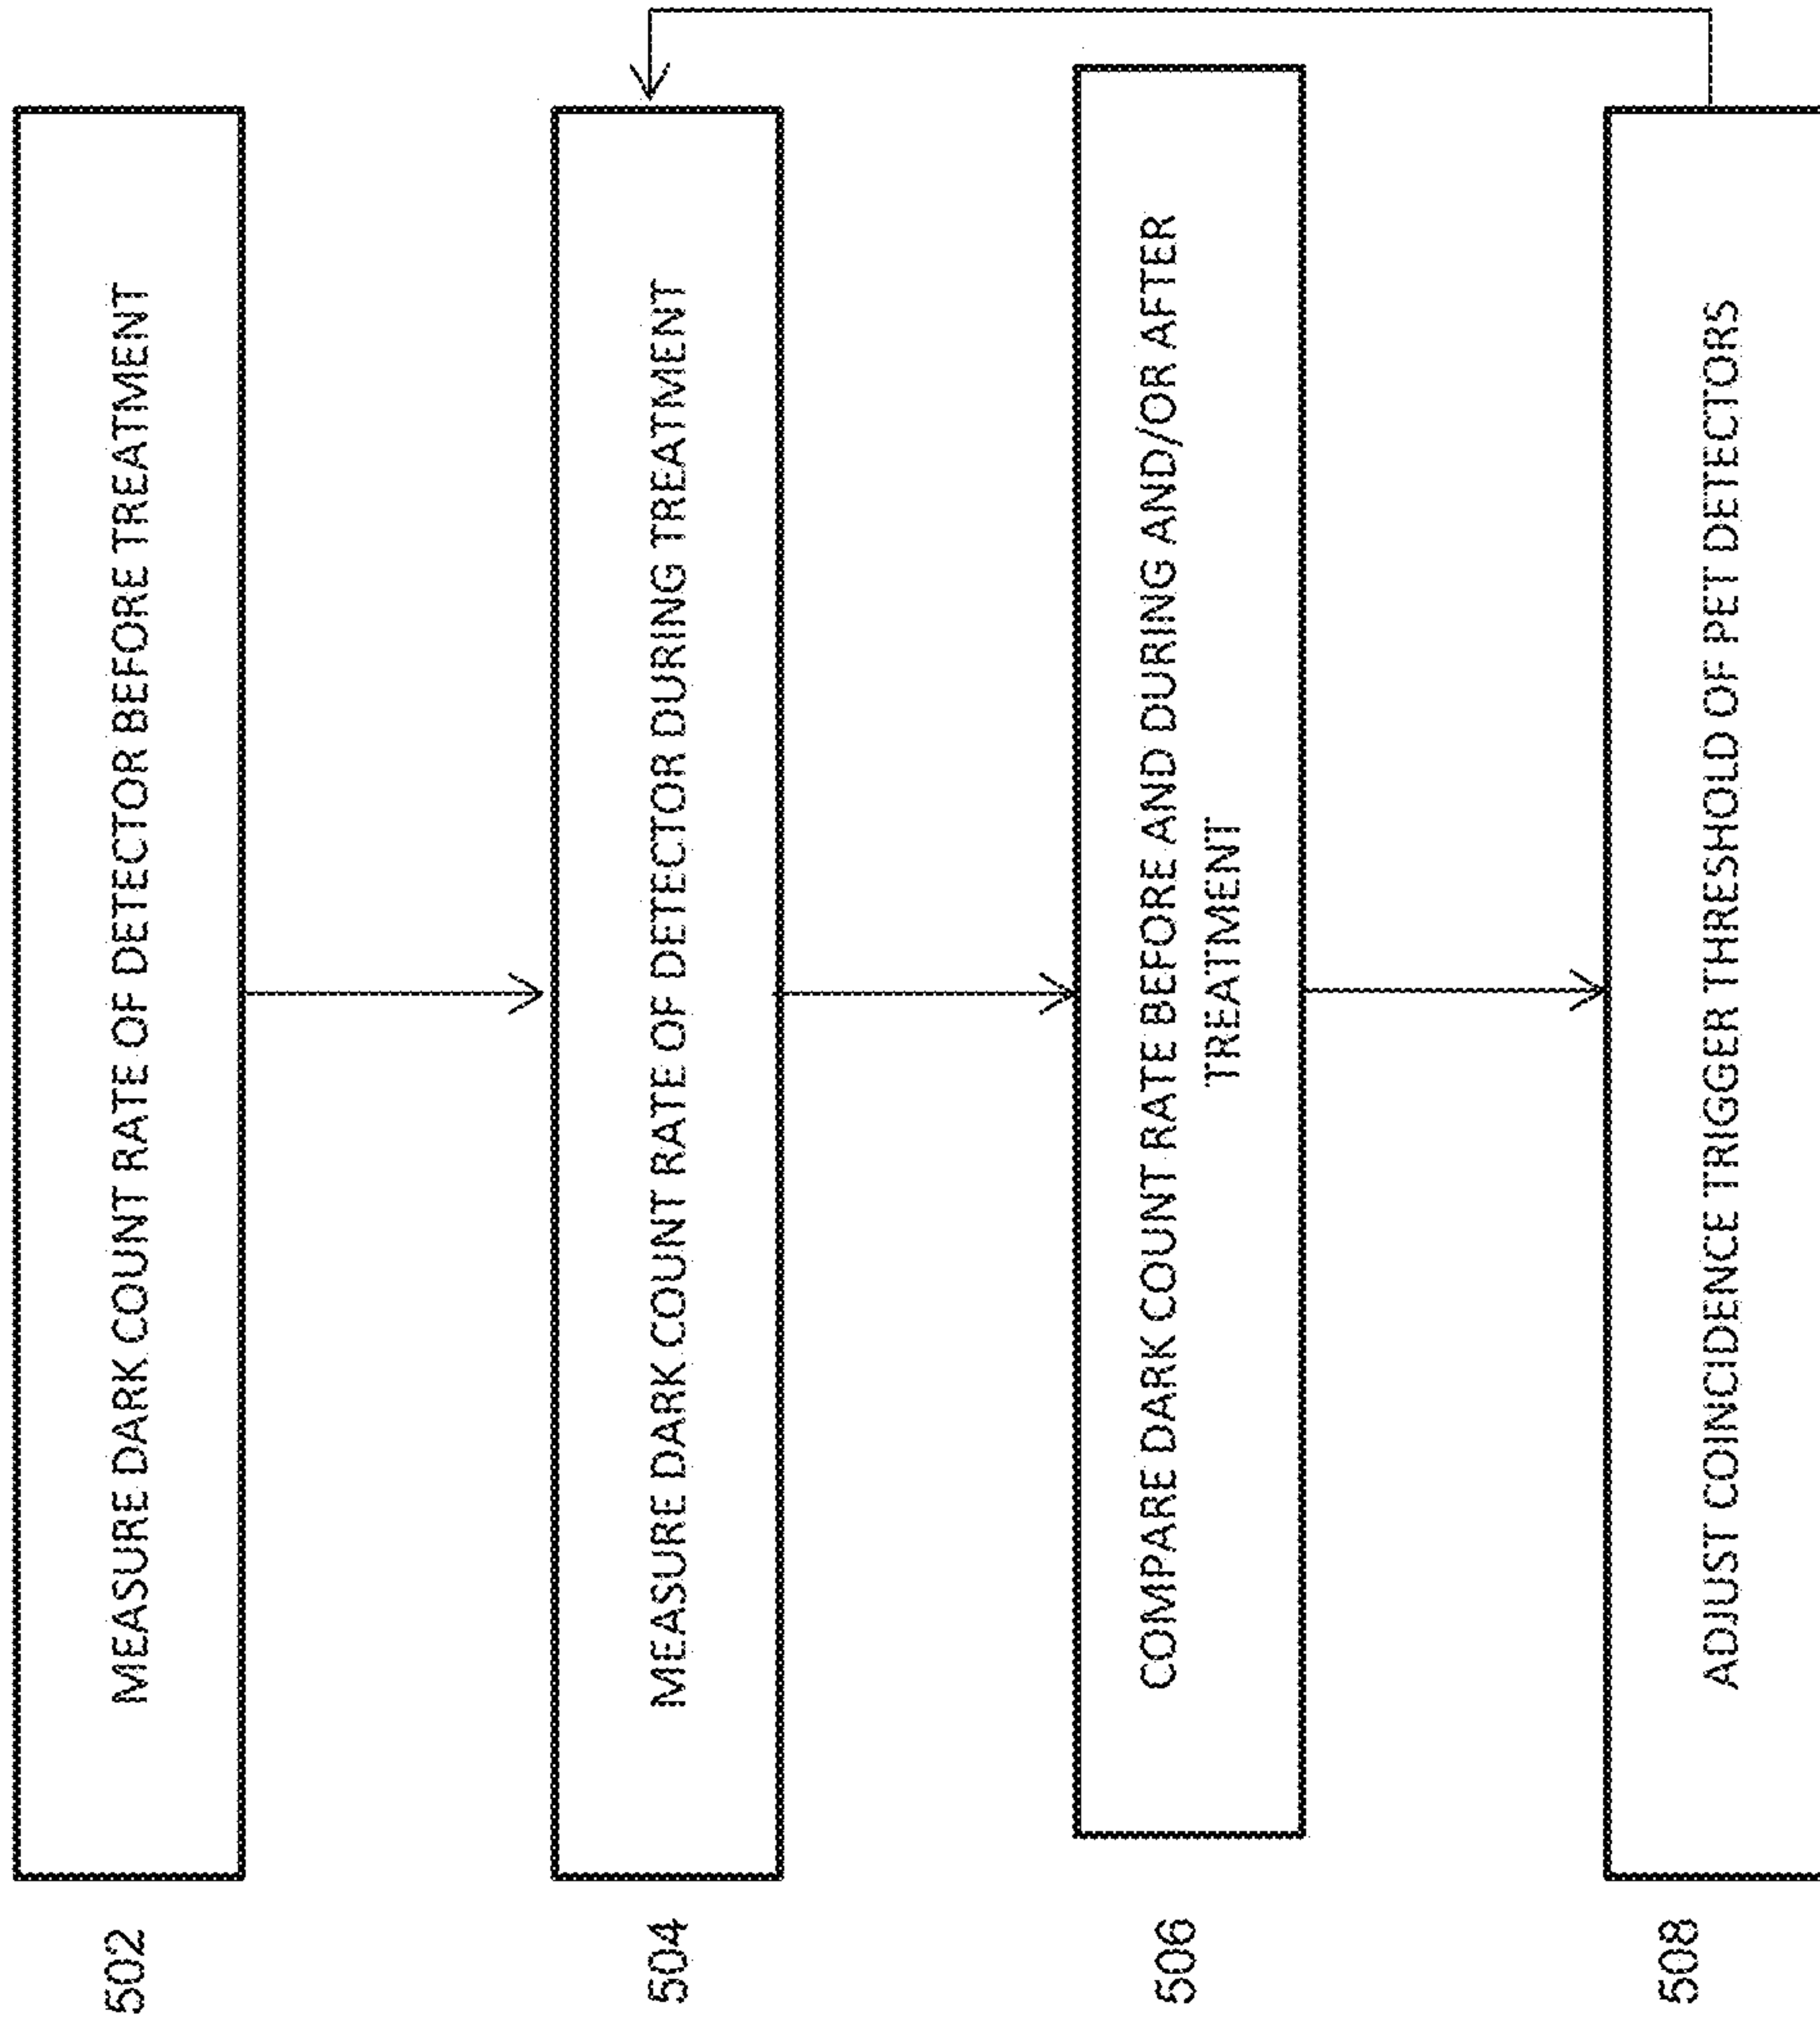 502
MEASURE DARK COUNT RATE OF DETECTOR BEFORE TREATMENT
504
MEASURE DARK COUNT RATE OF DETECTOR DURING TREATMENT
506
COMPARE DARK COUNT RATE BEFORE AND DURING AND/OR AFTER
TREATMENT
508
ADJUST COINCIDENCE TRIGGER THRESHOLD OF PET DETECTORS